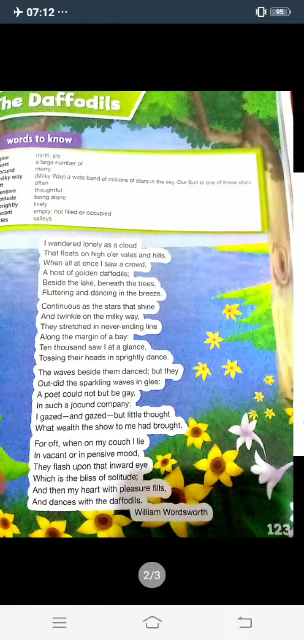 07:12 ...
95
he Daffodils
words to know
mirth; joy
a large number of
merry
(Milky Way) a wide band of millions of stars in the sky. Our Sun is one of these stars
often
thoughtful
being alone
lively
empty; not filled or occupied
valleys
I wandered lonely as a cloud
That floats on high o'er vales and hills,
When all at once I saw a crowd,
A host of golden daffodils;
Beside the lake, beneath the trees,
Fluttering and dancing in the breeze.
Continuous as the stars that shine
And twinkle on the milky way,
They stretched in never-ending line
Along the margin of a bay:
Ten thousand saw I at a glance,
Tossing their heads in sprightly dance.
The waves beside them danced; but they
Out-did the sparkling waves in glee:
A poet could not but be gay,
In such a jocund company:
I gazed—and gazed—but little thought
What wealth the show to me had brought.
For oft, when on my couch I lie
In vacant or in pensive mood,
They flash upon that inward eye
Which is the bliss of solitude;
And then my heart with pleasure fills,
And dances with the daffodils.
William Wordsworth
123
2/3